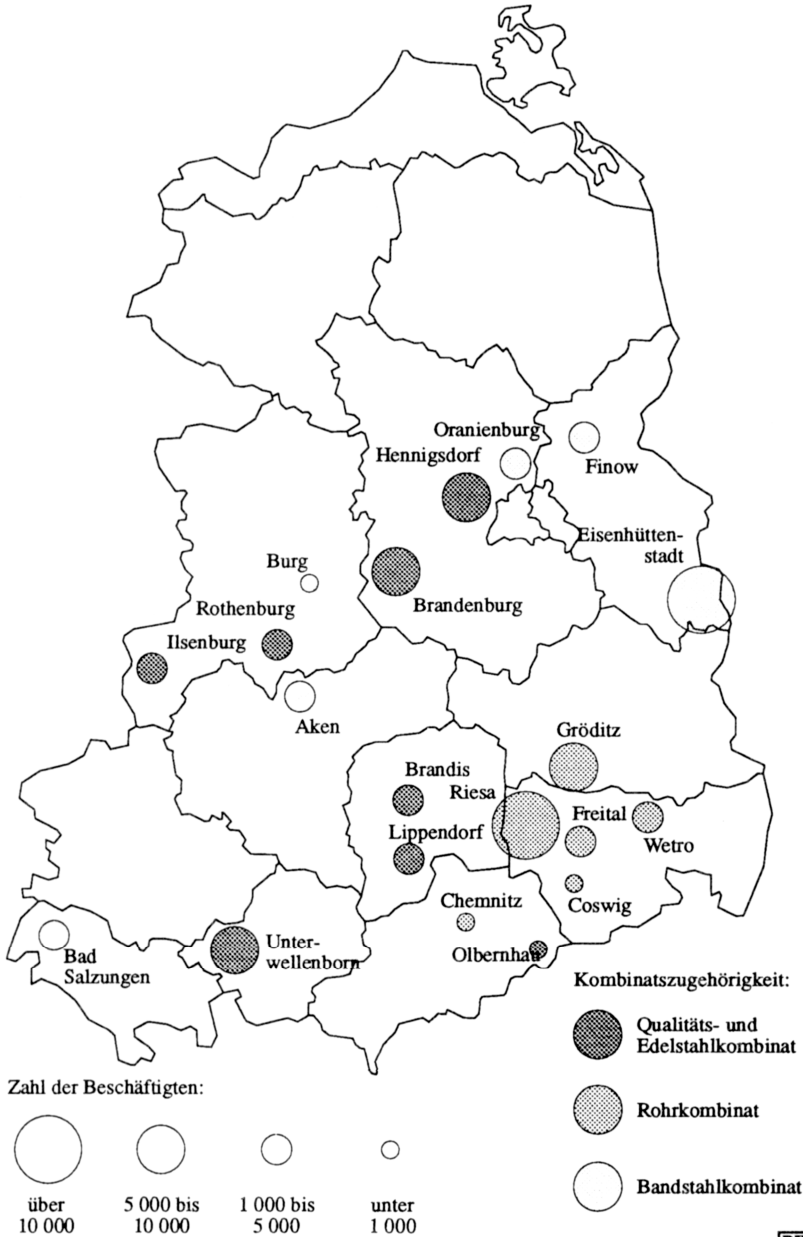 Oranienburg
Hennigsdorf
Finow
Eisenhütten-
stadt
Burg
Brandenburg
Rothenburg
Ilsenburg
Aken
Gröditz
Brandis
Riesa
Freital
Lippendorf
Wetro
Chemnitz
Coswig
Unter-
wellenborn
Olbernhau
Bad
Salzungen
Kombinatszugehörigkeit:
Qualitäts- und
Edelstahlkombinat
Rohrkombinat
Bandstahlkombinat
Zahl der Beschäftigten:
über
10 000
5 000 bis
10 000
1 000 bis
5 000
unter
1 000